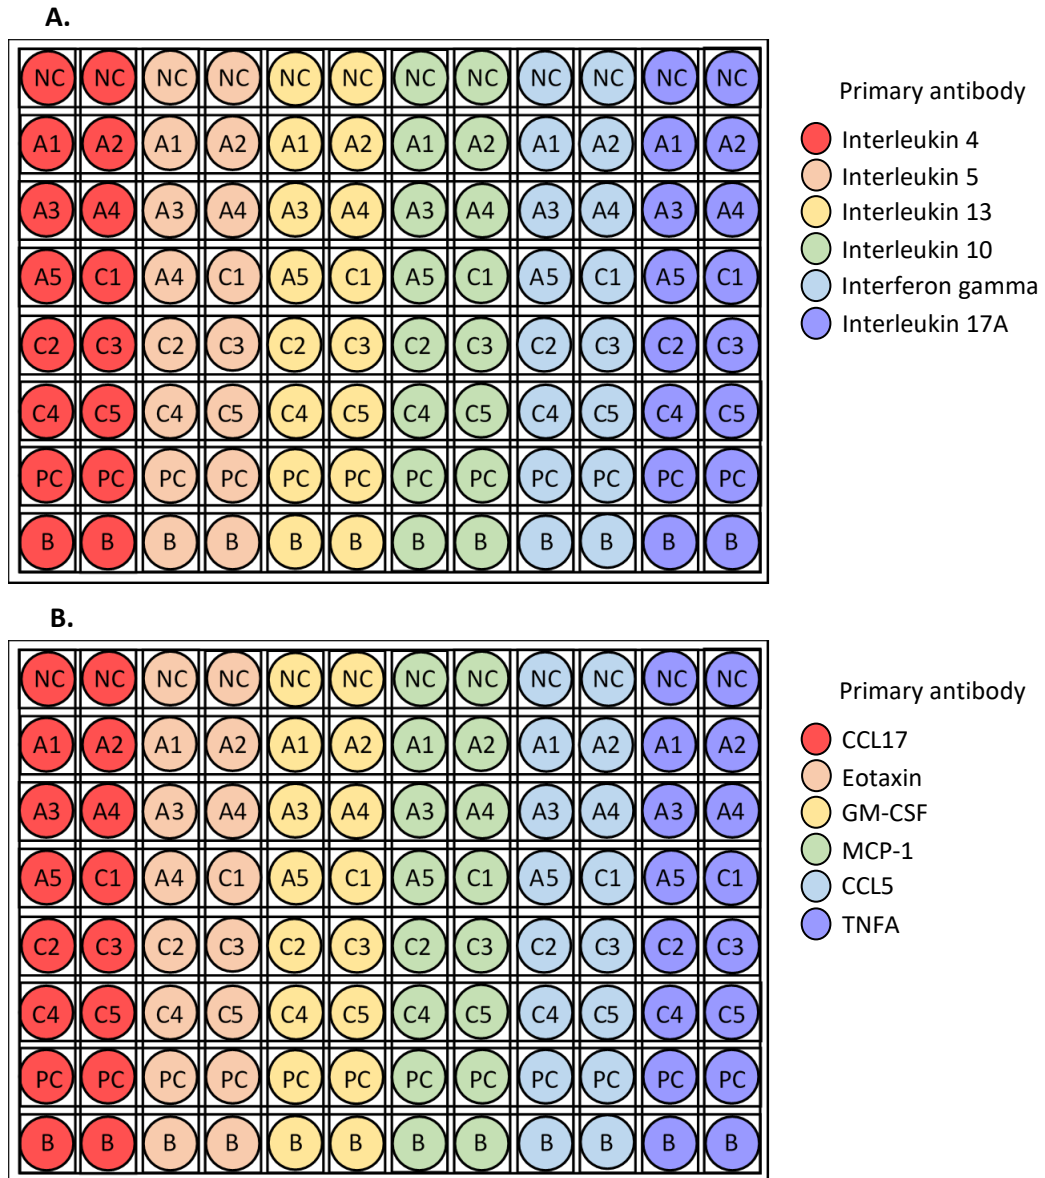 A.
NC NC NC NC NC NC NC NC NC NC NC NC
A1 A2 A1 A2 A1 A2 A1 A2 A1 A2 A1 A2
A3 A4 A3 A4 A3 A4 A3 A4 A3 A4 A3 A4
A5 C1 A4 C1 A5 C1 A5 C1 A5 C1 A5 C1
C2 C3 C2 C3 C2 C3 C2 C3 C2 C3 C2 C3
C4 C5 C4 C5 C4 C5 C4 C5 C4 C5 C4 C5
PC PC PC PC PC PC PC PC PC PC PC PC
B B B B B B B B B B B B
Primary antibody
Interleukin 4
Interleukin 5
Interleukin 13
Interleukin 10
Interferon gamma
Interleukin 17A
B.
NC NC NC NC NC NC NC NC NC NC NC NC
A1 A2 A1 A2 A1 A2 A1 A2 A1 A2 A1 A2
A3 A4 A3 A4 A3 A4 A3 A4 A3 A4 A3 A4
A5 C1 A4 C1 A5 C1 A5 C1 A5 C1 A5 C1
C2 C3 C2 C3 C2 C3 C2 C3 C2 C3 C2 C3
C4 C5 C4 C5 C4 C5 C4 C5 C4 C5 C4 C5
PC PC PC PC PC PC PC PC PC PC PC PC
B B B B B B B B B B B B
Primary antibody
CCL17
Eotaxin
GM-CSF
MCP-1
CCL5
TNFA